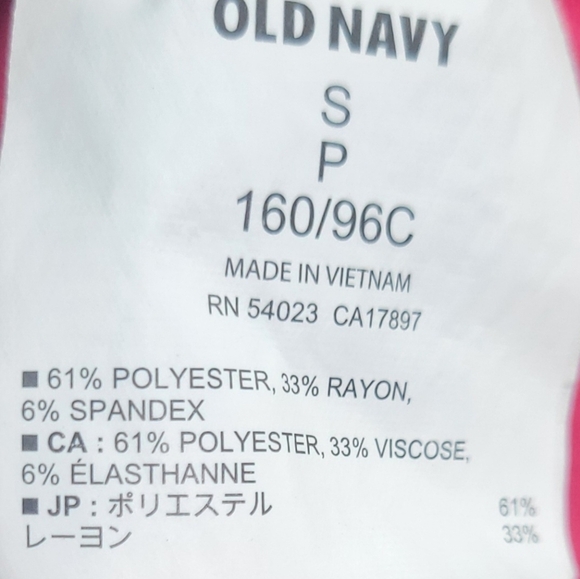 OLD NAVY
S
P
160/96C
MADE IN VIETNAM
RN 54023 CA17897
■ 61% POLYESTER, 33% RAYON,
6% SPANDEX
■ CA : 61% POLYESTER, 33% VISCOSE,
6% ÉLASTHANNE
■ JP : ポリエステル 61%
レーヨン 33%